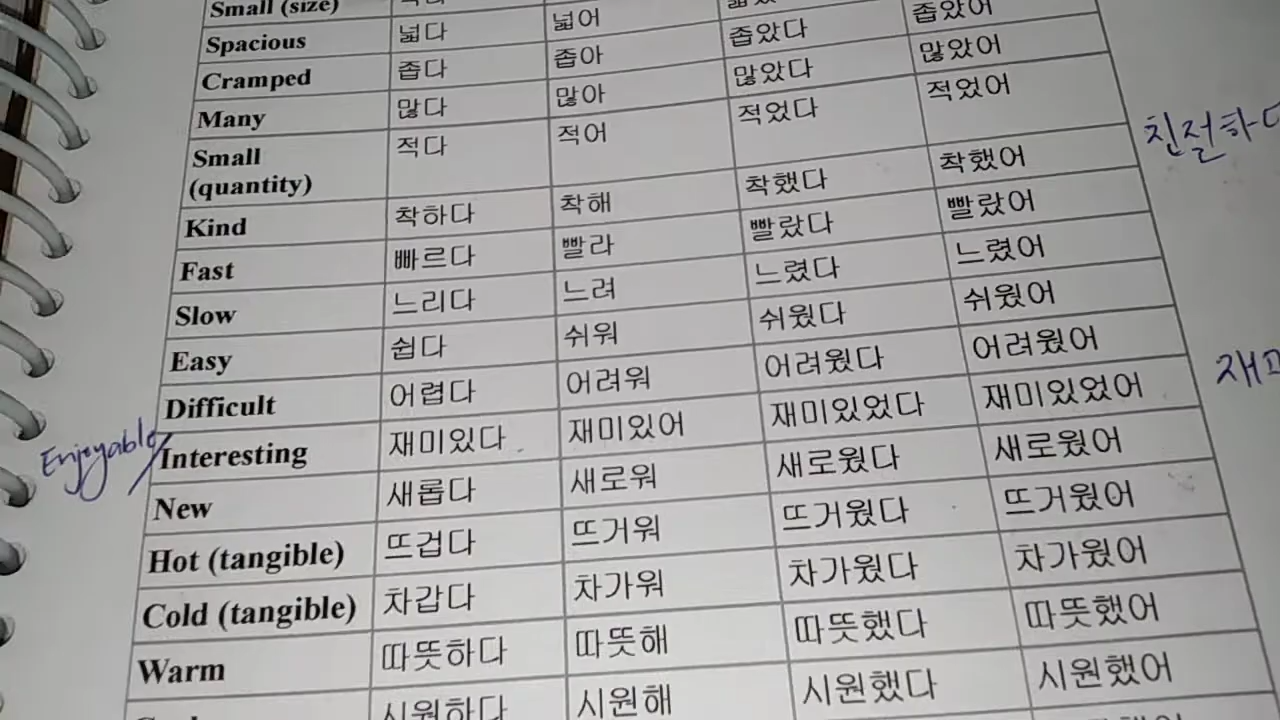 Small (size)
Spacious 넓다 넓어
Cramped 좁다 좁아 좁았다 좁았어
Many 많다 많아 많았다 많았어
Small 적다 적어 적었다 적었어
(quantity)
친절하다
Kind 착하다 착해 착했다 착했어
Fast 빠르다 빨라 빨랐다 빨랐어
Slow 느리다 느려 느렸다 느렸어
Easy 쉽다 쉬워 쉬웠다 쉬웠어
Difficult 어렵다 어려워 어려웠다 어려웠어
Enjoyable/
Interesting 재미있다 재미있어 재미있었다 재미있었어
New 새롭다 새로워 새로웠다 새로웠어
Hot (tangible) 뜨겁다 뜨거워 뜨거웠다 뜨거웠어
Cold (tangible) 차갑다 차가워 차가웠다 차가웠어
Warm 따뜻하다 따뜻해 따뜻했다 따뜻했어
시원하다 시원해 시원했다 시원했어